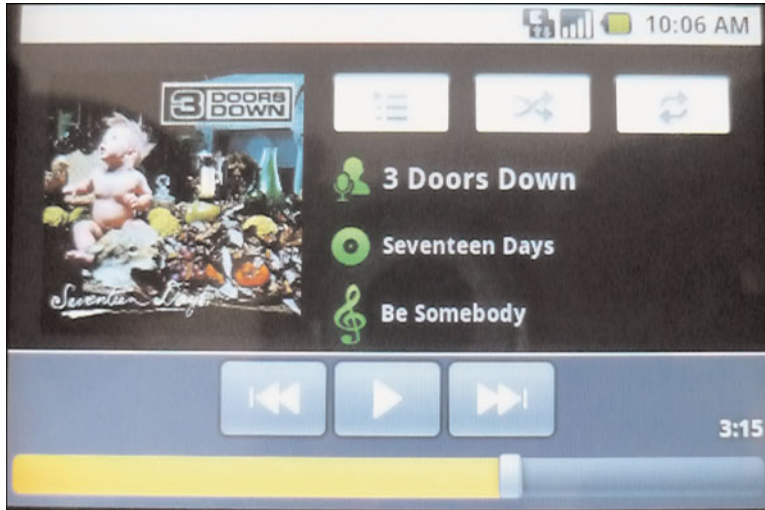 10:06 AM
3 DOORS DOWN
3 Doors Down
Seventeen Days
Seventeen Days
Be Somebody
3:15